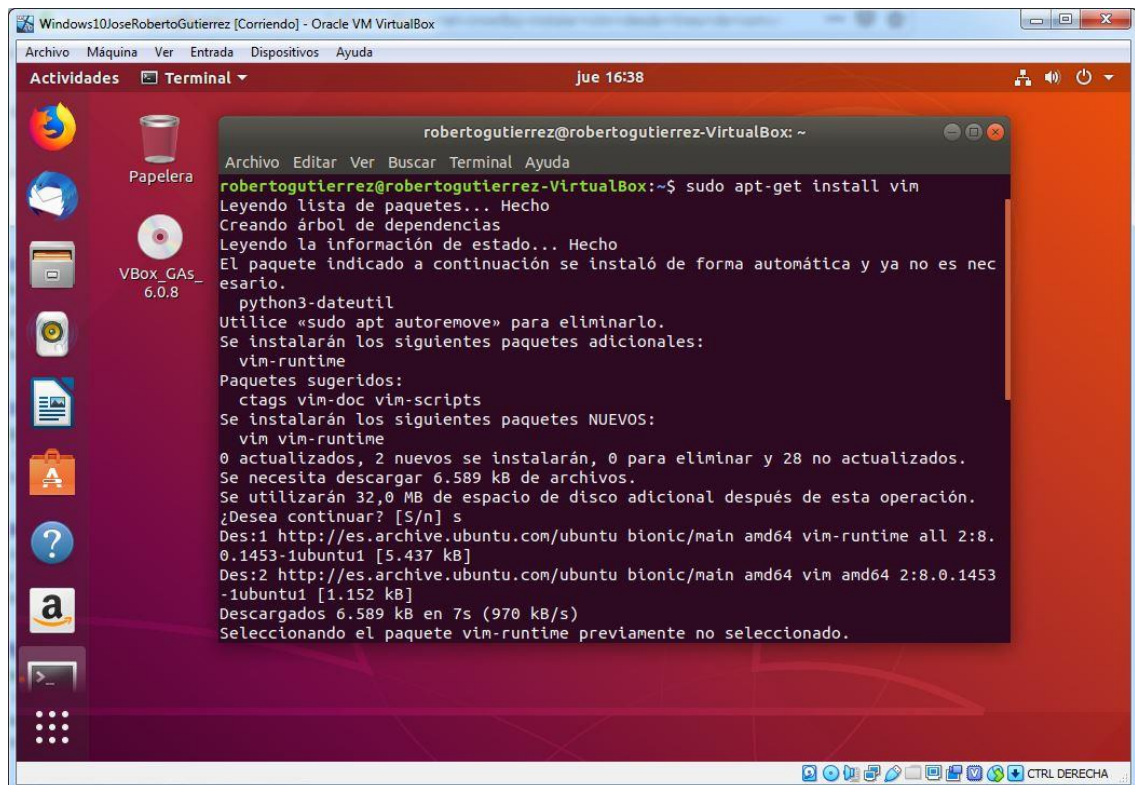 Windows10JoseRobertoGutierrez [Corriendo] - Oracle VM VirtualBox
Archivo Máquina Ver Entrada Dispositivos Ayuda
Actividades Terminal jue 16:38
robertogutierrez@robertogutierrez-VirtualBox: ~
Archivo Editar Ver Buscar Terminal Ayuda
Papelera
VBox_GAs_
6.0.8
robertogutierrez@robertogutierrez-VirtualBox:~$ sudo apt-get install vim
Leyendo lista de paquetes... Hecho
Creando árbol de dependencias
Leyendo la información de estado... Hecho
El paquete indicado a continuación se instaló de forma automática y ya no es nec
esario.
python3-dateutil
Utilice «sudo apt autoremove» para eliminarlo.
Se instalarán los siguientes paquetes adicionales:
vim-runtime
Paquetes sugeridos:
ctags vim-doc vim-scripts
Se instalarán los siguientes paquetes NUEVOS:
vim vim-runtime
0 actualizados, 2 nuevos se instalarán, 0 para eliminar y 28 no actualizados.
Se necesita descargar 6.589 kB de archivos.
Se utilizarán 32,0 MB de espacio de disco adicional después de esta operación.
¿Desea continuar? [S/n] s
Des:1 http://es.archive.ubuntu.com/ubuntu bionic/main amd64 vim-runtime all 2:8.
0.1453-1ubuntu1 [5.437 kB]
Des:2 http://es.archive.ubuntu.com/ubuntu bionic/main amd64 vim amd64 2:8.0.1453
-1ubuntu1 [1.152 kB]
Descargados 6.589 kB en 7s (970 kB/s)
Seleccionando el paquete vim-runtime previamente no seleccionado.
CTRL DERECHA